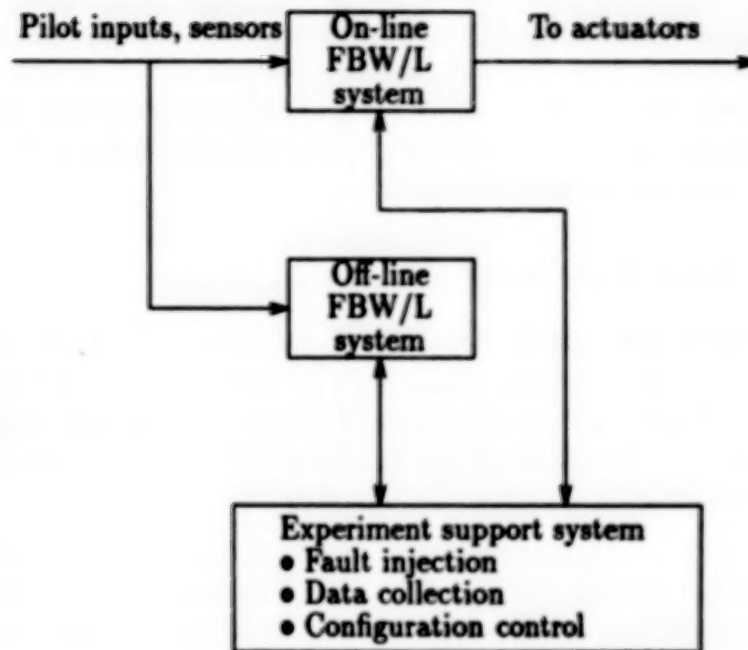 Pilot inputs, sensors
On-line
FBW/L
system
To actuators
Off-line
FBW/L
system
Experiment support system
• Fault injection
• Data collection
• Configuration control